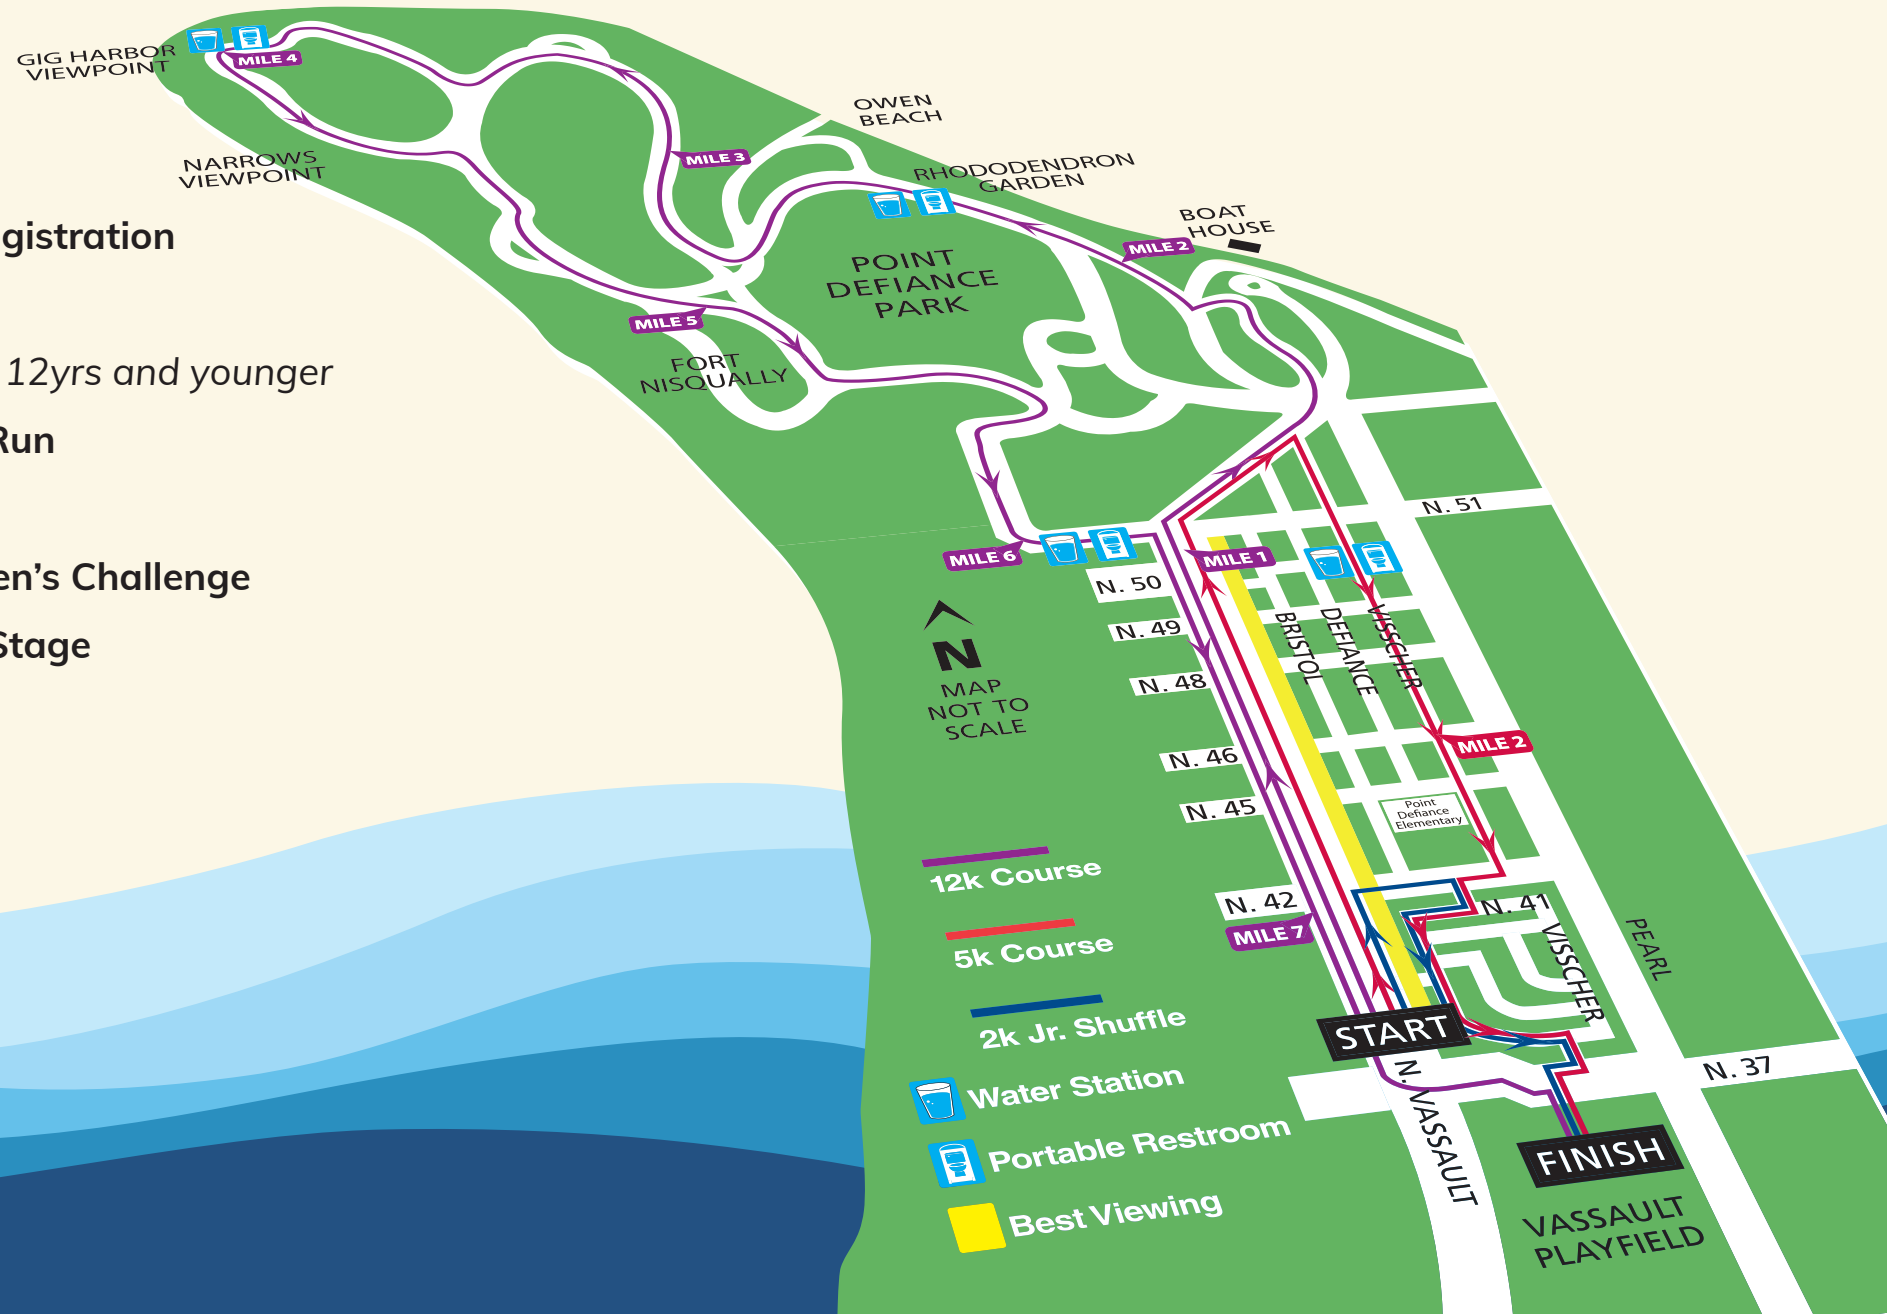 gistration
12yrs and younger
Run
en's Challenge
Stage
GIG HARBOR
VIEWPOINT
MILE 4
NARROWS
VIEWPOINT
OWEN
BEACH
MILE 3
RHODODENDRON
GARDEN
BOAT
HOUSE
MILE 2
POINT
DEFIANCE
PARK
MILE 5
FORT
NISQUALLY
N. 51
MILE 6
MILE 1
N. 50
N. 49
N. 48
N. 46
N. 45
N. 42
MILE 7
BRISTOL
DEFIANCE
VISSCHER
MILE 2
Point
Defiance
Elementary
N. 41
VISSCHER
PEARL
N
MAP
NOT TO
SCALE
12k Course
5k Course
2k Jr. Shuffle
Water Station
Portable Restroom
Best Viewing
START
N. VASSAULT
N. 37
FINISH
VASSAULT
PLAYFIELD